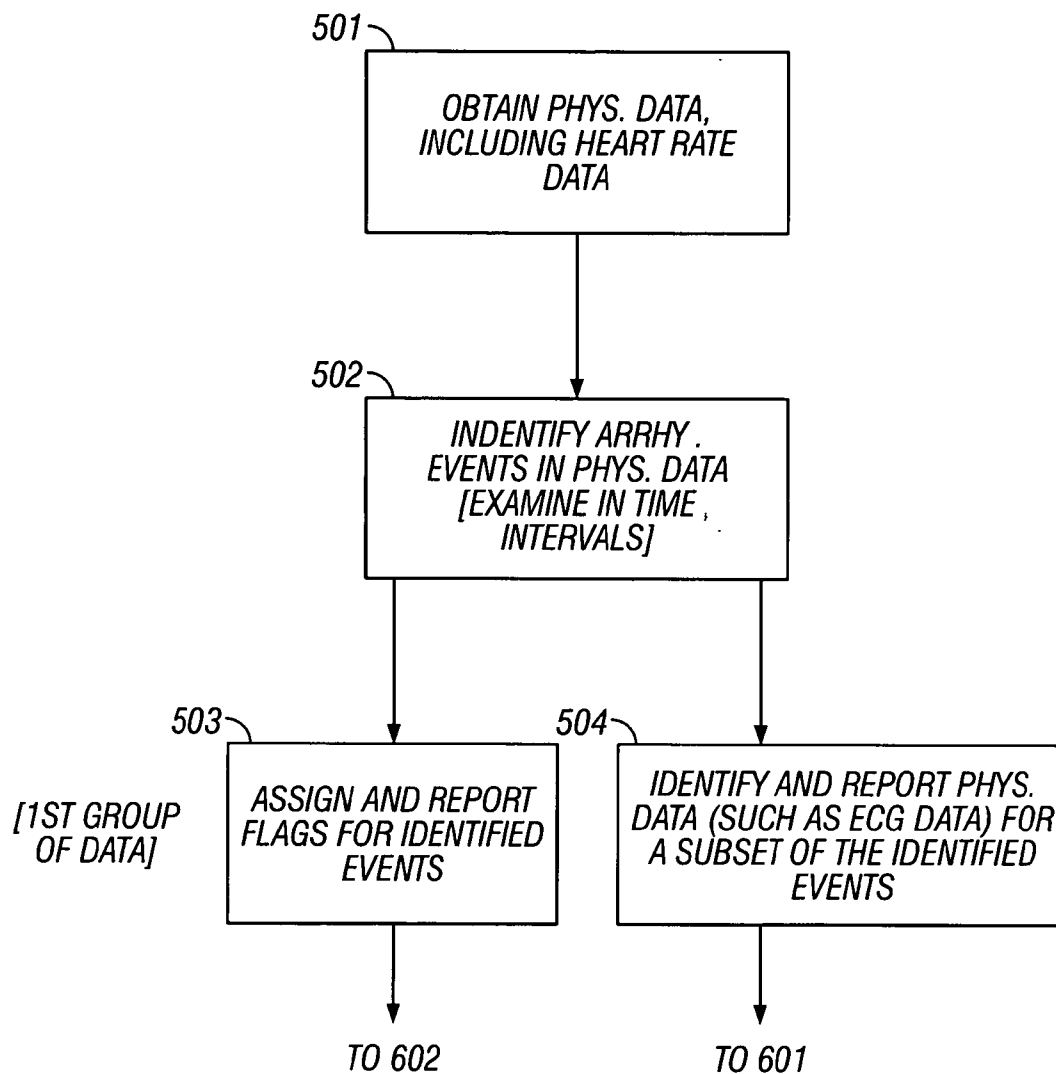 501
OBTAIN PHYS. DATA,
INCLUDING HEART RATE
DATA
502
INDENTIFY ARRHY.
EVENTS IN PHYS. DATA
[EXAMINE IN TIME
INTERVALS]
503
504
[1ST GROUP
OF DATA]
ASSIGN AND REPORT
FLAGS FOR IDENTIFIED
EVENTS
IDENTIFY AND REPORT PHYS.
DATA (SUCH AS ECG DATA) FOR
A SUBSET OF THE IDENTIFIED
EVENTS
TO 602
TO 601